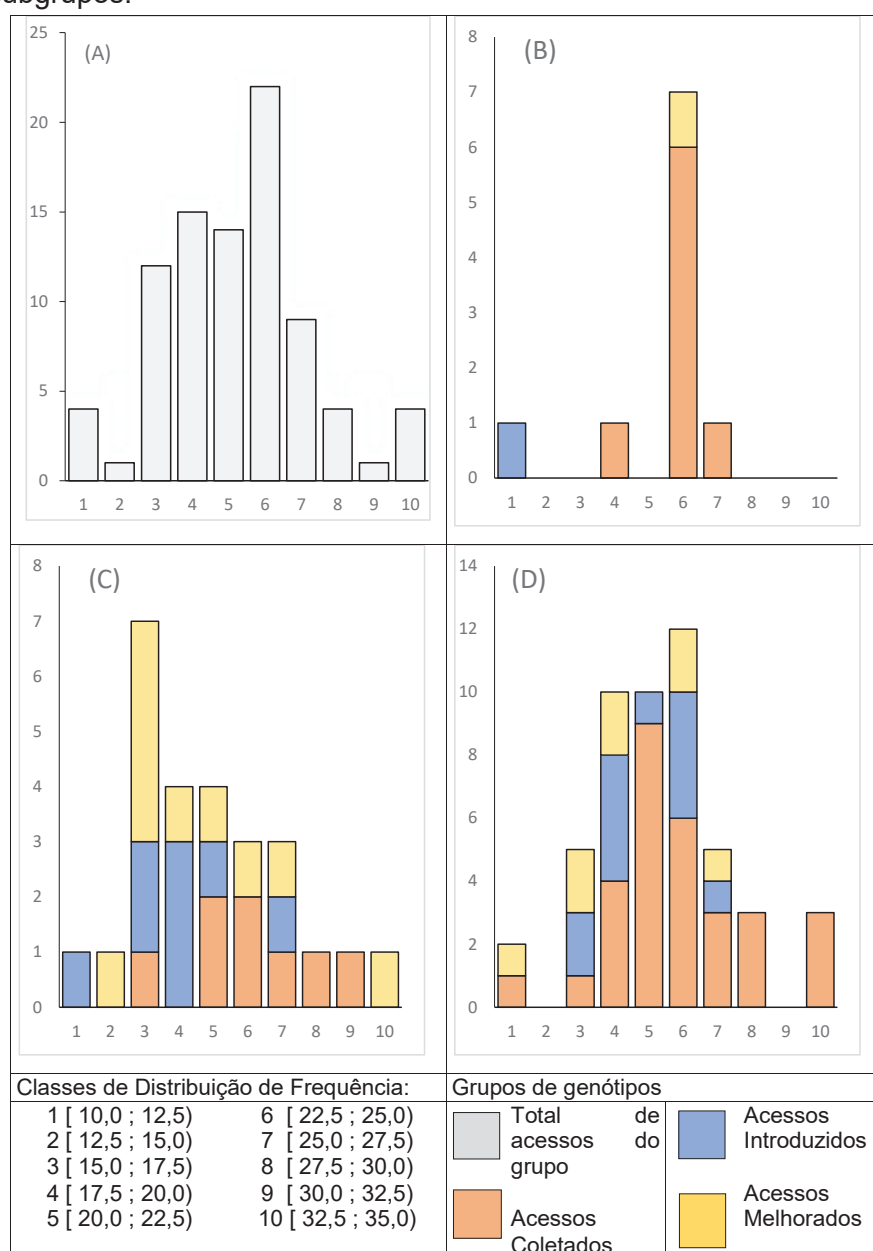 subgrupos.
(A)
25
20
15
10
5
0
1 2 3 4 5 6 7 8 9 10
(B)
8
7
6
5
4
3
2
1
0
1 2 3 4 5 6 7 8 9 10
(C)
8
7
6
5
4
3
2
1
0
1 2 3 4 5 6 7 8 9 10
(D)
14
12
10
8
6
4
2
0
1 2 3 4 5 6 7 8 9 10
Classes de Distribuição de Frequência:
1 [ 10,0 ; 12,5) 6 [ 22,5 ; 25,0)
2 [ 12,5 ; 15,0) 7 [ 25,0 ; 27,5)
3 [ 15,0 ; 17,5) 8 [ 27,5 ; 30,0)
4 [ 17,5 ; 20,0) 9 [ 30,0 ; 32,5)
5 [ 20,0 ; 22,5) 10 [ 32,5 ; 35,0)
Grupos de genótipos
Total de
acessos do
grupo
Acessos
Introduzidos
Acessos
Coletados
Acessos
Melhorados